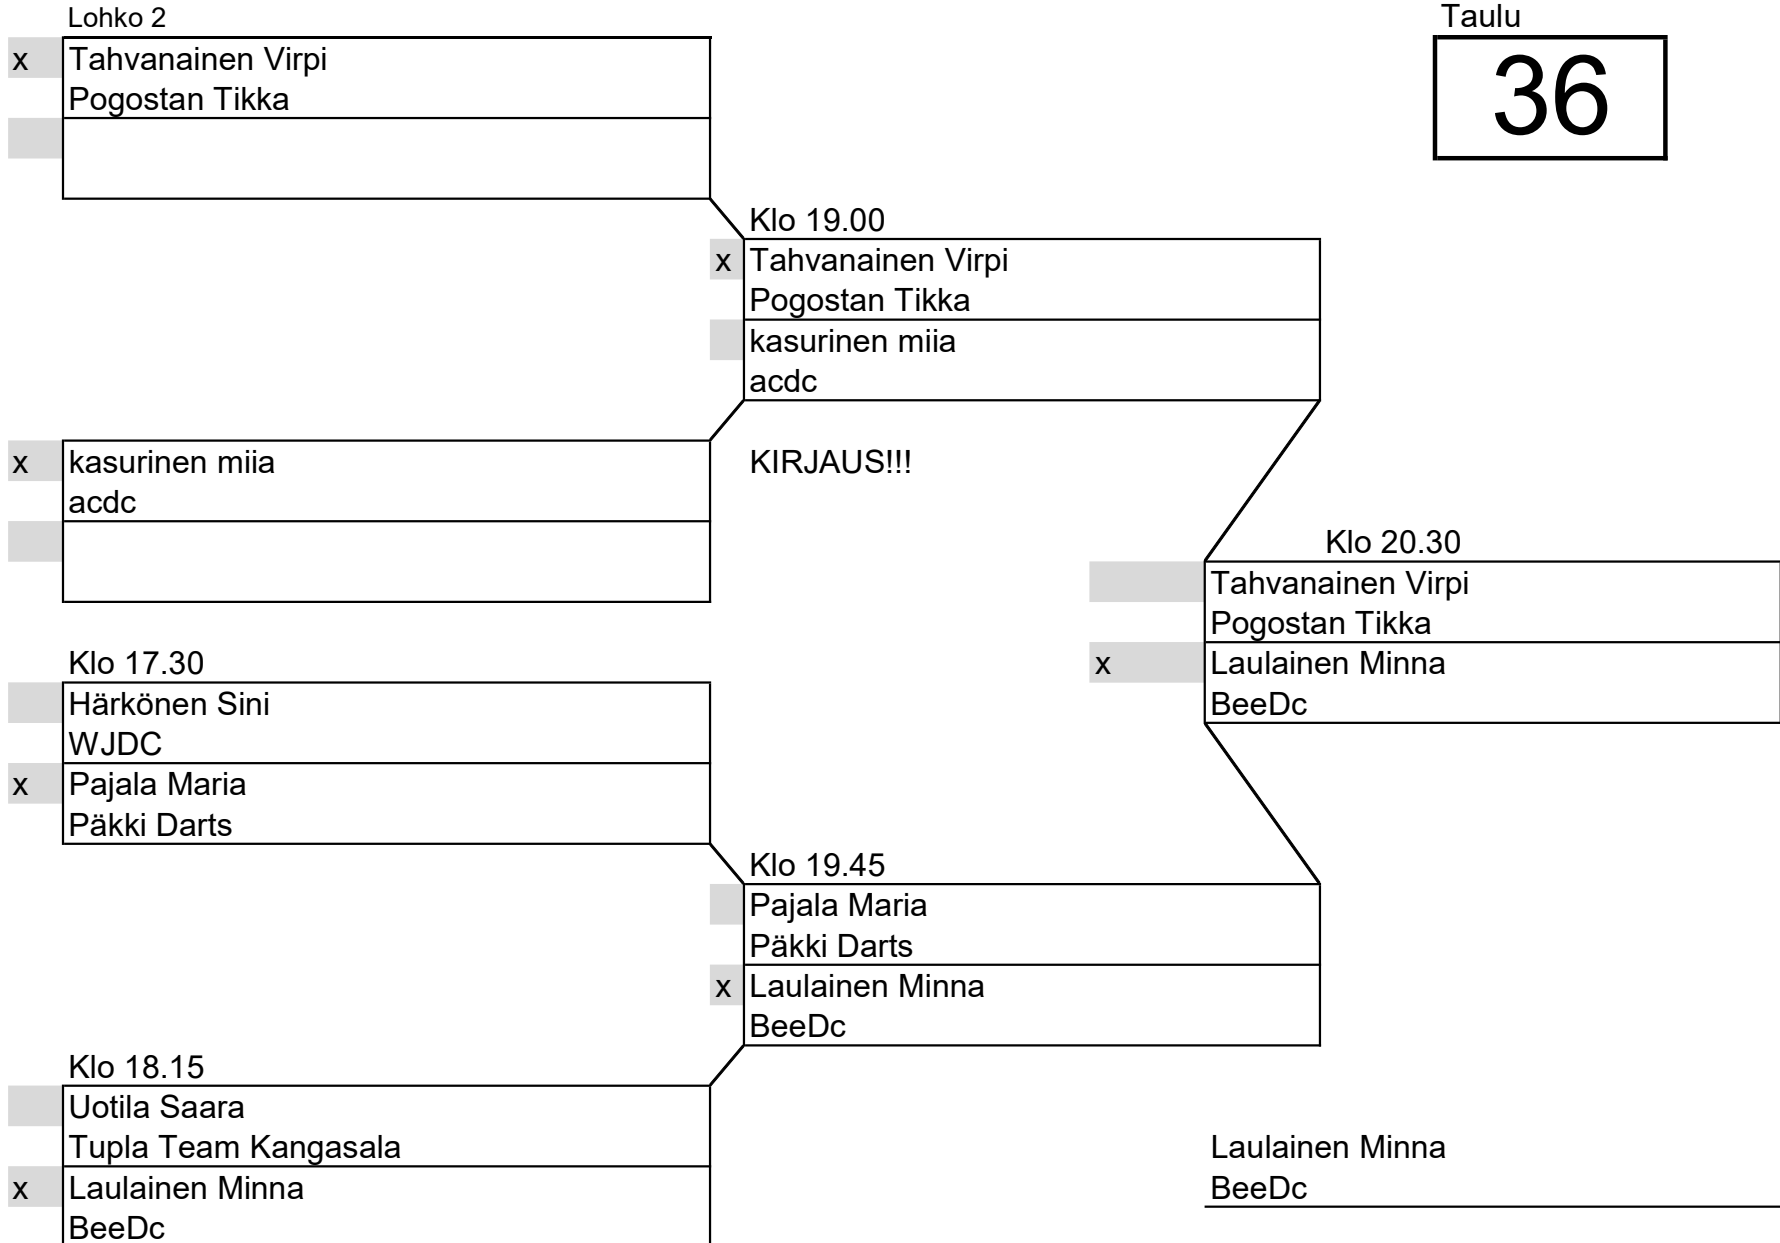 Lohko 2
Taulu
36
x Tahvanainen Virpi
Pogostan Tikka
Klo 19.00
x Tahvanainen Virpi
Pogostan Tikka
kasurinen miia
acdc
x kasurinen miia
acdc
KIRJAUS!!!
Klo 20.30
Tahvanainen Virpi
Pogostan Tikka
x Laulainen Minna
BeeDc
Klo 17.30
Härkönen Sini
WJDC
x Pajala Maria
Päkki Darts
Klo 19.45
Pajala Maria
Päkki Darts
x Laulainen Minna
BeeDc
Klo 18.15
Uotila Saara
Tupla Team Kangasala
x Laulainen Minna
BeeDc
Laulainen Minna
BeeDc